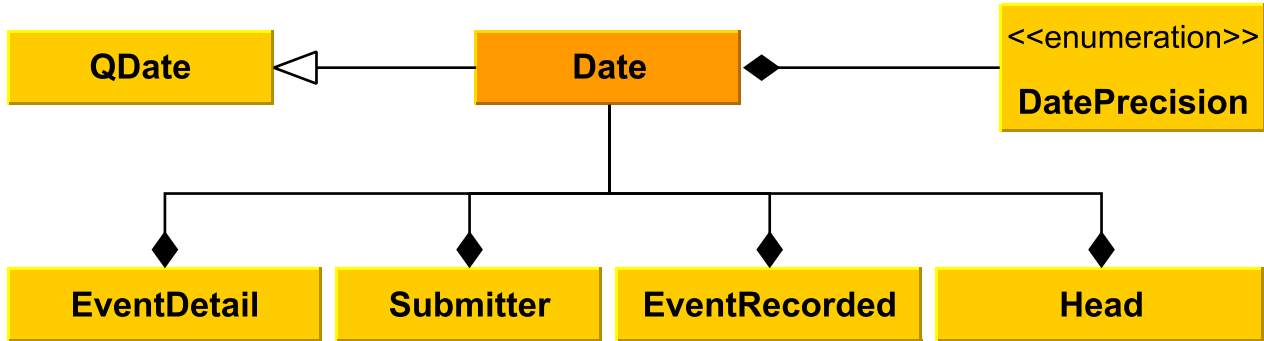 QDate
Date
<<enumeration>>
DatePrecision
EventDetail
Submitter
EventRecorded
Head